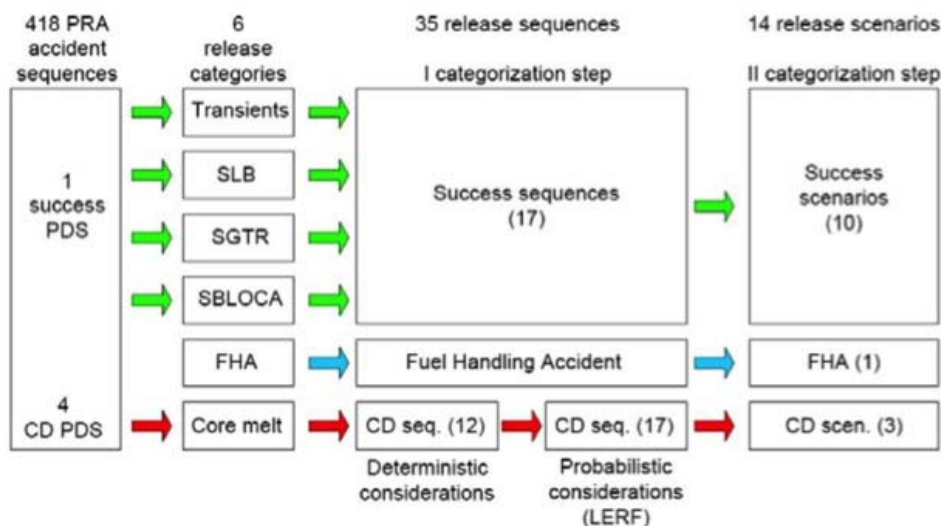 418 PRA
accident
sequences
6
release
categories
35 release sequences
14 release scenarios
I categorization step
II categorization step
1
success
PDS
4
CD PDS
Transients
SLB
SGTR
SBLOCA
FHA
Core melt
Success sequences
(17)
Fuel Handling Accident
CD seq. (12)
CD seq. (17)
Deterministic
considerations
Probabilistic
considerations
(LERF)
Success
scenarios
(10)
FHA (1)
CD scen. (3)